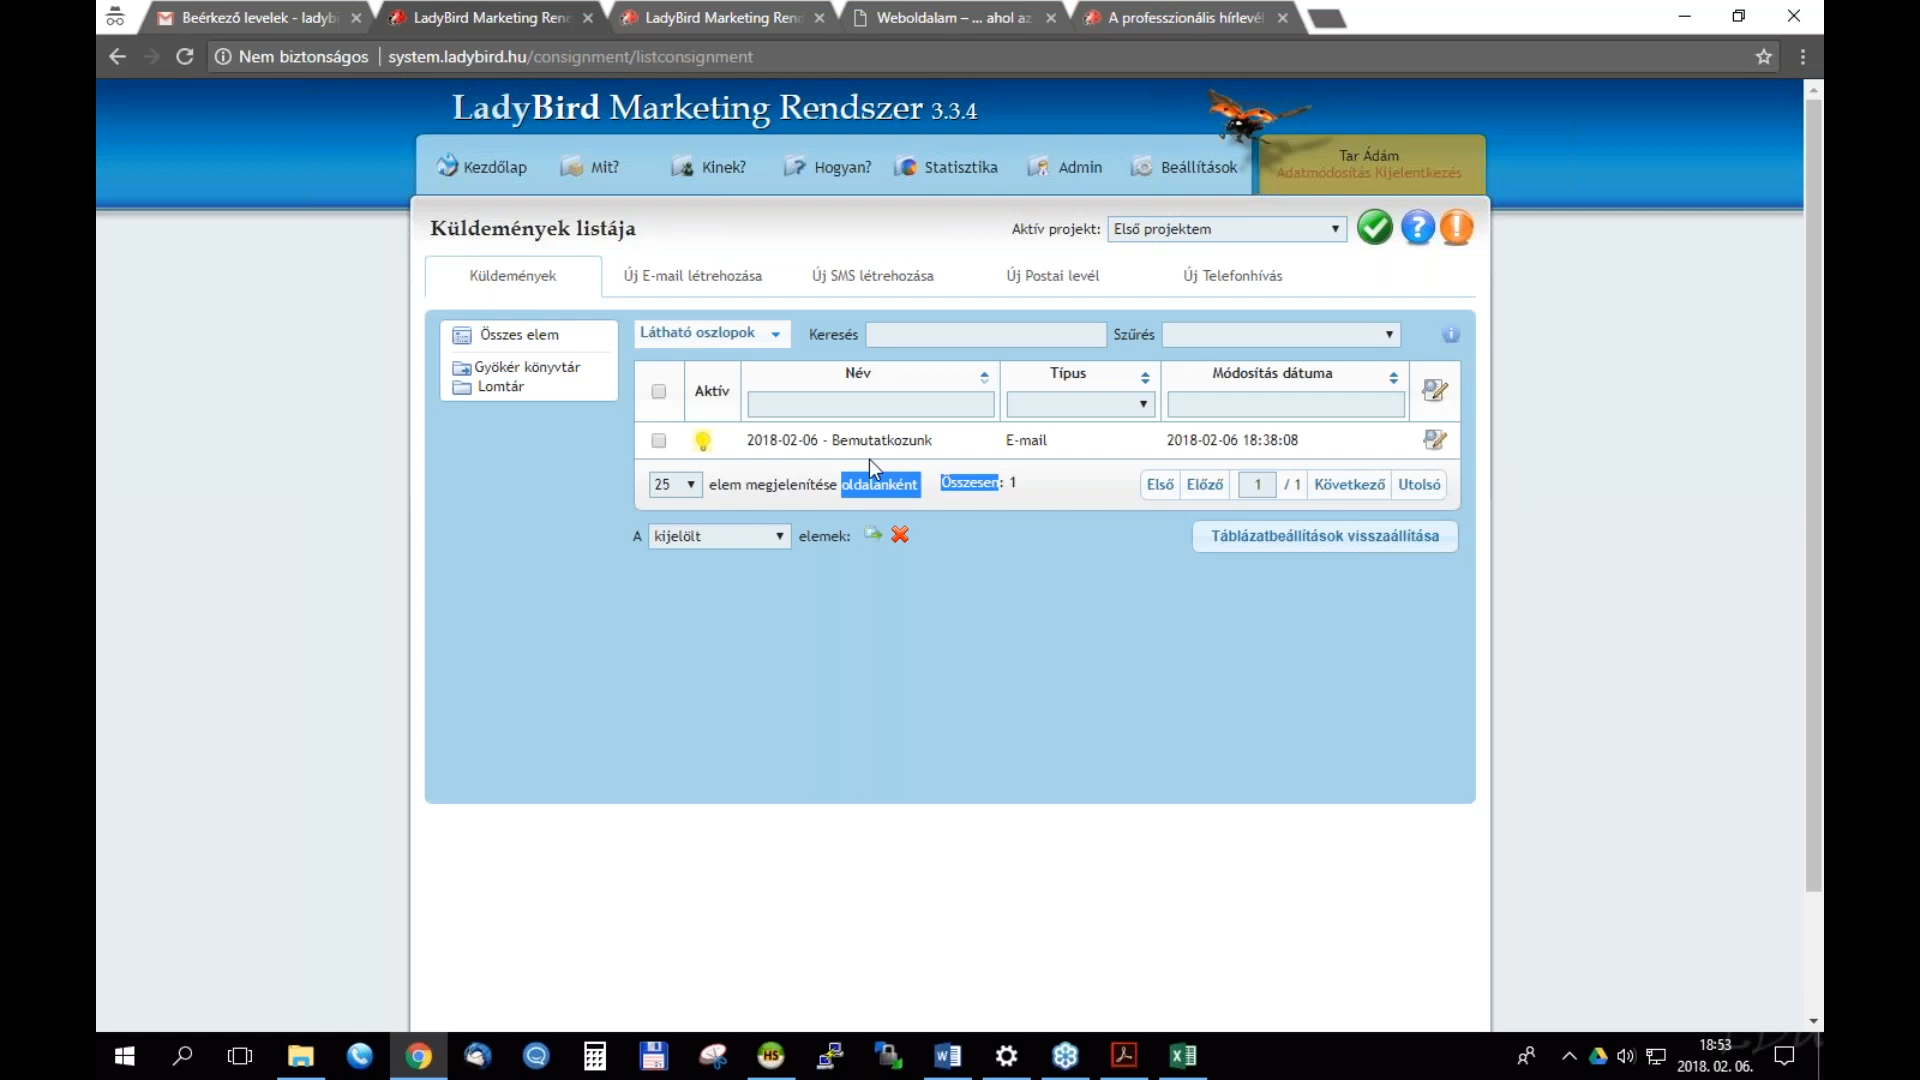 Beérkező levelek - ladybi
LadyBird Marketing Rend
LadyBird Marketing Rend
Weboldalam – ... ahol az
A professzionális hírlevél
Nem biztonságos
system.ladybird.hu/consignment/listconsignment
LadyBird Marketing Rendszer 3.3.4
Kezdőlap
Mit?
Kinek?
Hogyan?
Statisztika
Admin
Beállítások
Tar Ádám
Adatmódosítás Kijelentkezés
Küldemények listája
Aktív projekt:
Első projektem
Küldemények
Új E-mail létrehozása
Új SMS létrehozása
Új Postai levél
Új Telefonhívás
Összes elem
Gyökér könyvtár
Lomtár
Látható oszlopok
Keresés
Szűrés
Aktív
Név
Típus
Módosítás dátuma
2018-02-06 - Bemutatkozunk
E-mail
2018-02-06 18:38:08
25
elem megjelenítése oldalanként
Összesen: 1
Első
Előző
1
/ 1
Következő
Utolsó
A
kijelölt
elemek:
Táblázatbeállítások visszaállítása
HS
18:53
2018. 02. 06.